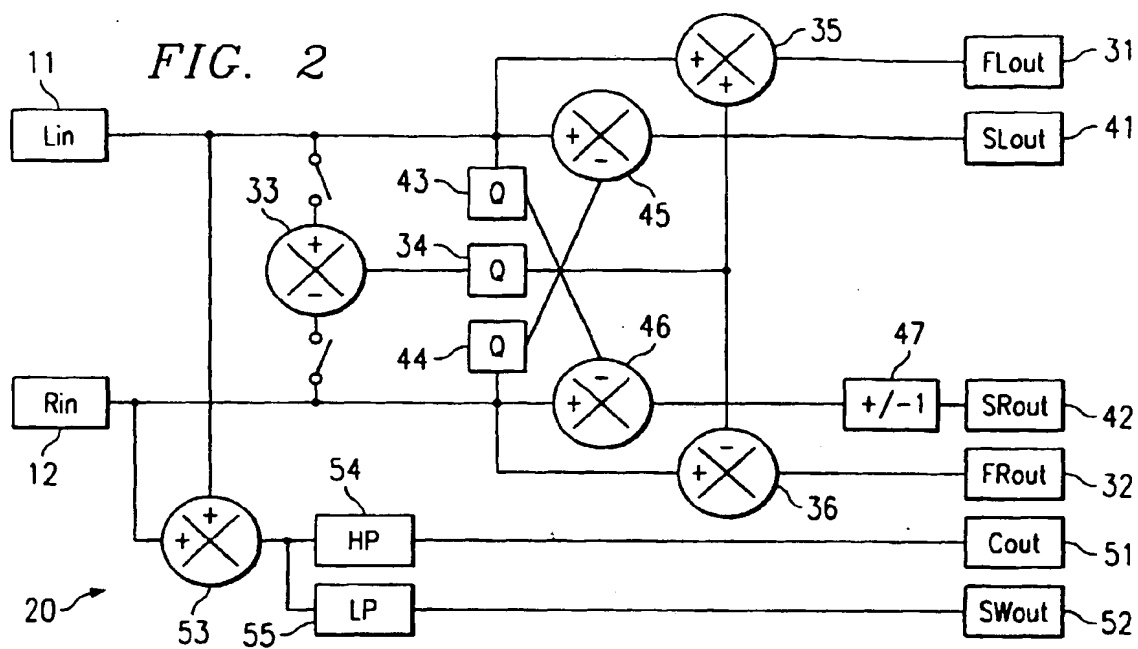 FIG. 2
11
Lin
35
FLout
31
SLout
41
33
43
Q
45
34
Q
44
Q
46
47
Rin
12
+/-1
SRout
42
54
36
FRout
32
HP
Cout
51
20
53
55
LP
SWout
52
+
+
+
-
+
-
-
+
-
+
+
+